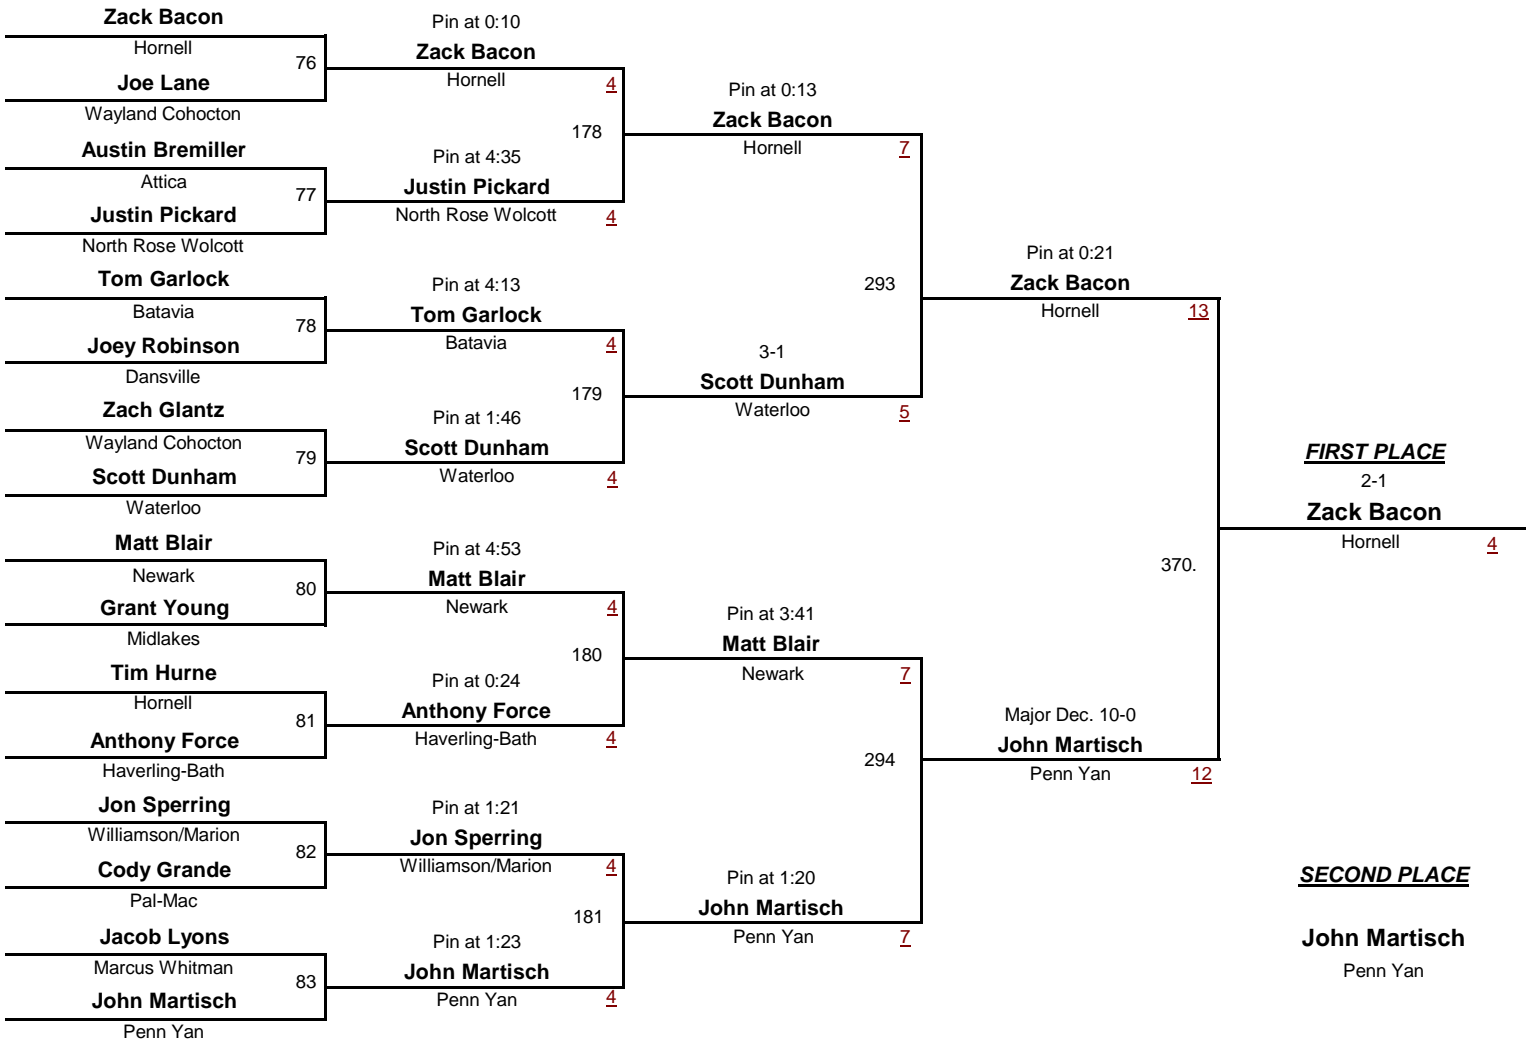 Zack Bacon
Hornell
76
Joe Lane
Wayland Cohocton
Austin Bremiller
Attica
77
Justin Pickard
North Rose Wolcott
Tom Garlock
Batavia
78
Joey Robinson
Dansville
Zach Glantz
Wayland Cohocton
79
Scott Dunham
Waterloo
Matt Blair
Newark
80
Grant Young
Midlakes
Tim Hurne
Hornell
81
Anthony Force
Haverling-Bath
Jon Sperring
Williamson/Marion
82
Cody Grande
Pal-Mac
Jacob Lyons
Marcus Whitman
83
John Martisch
Penn Yan
Pin at 0:10
Zack Bacon
Hornell
4
178
Pin at 4:35
Justin Pickard
North Rose Wolcott
4
Pin at 4:13
Tom Garlock
Batavia
4
179
Pin at 1:46
Scott Dunham
Waterloo
4
Pin at 4:53
Matt Blair
Newark
4
180
Pin at 0:24
Anthony Force
Haverling-Bath
4
Pin at 1:21
Jon Sperring
Williamson/Marion
4
181
Pin at 1:23
John Martisch
Penn Yan
4
Pin at 0:13
Zack Bacon
Hornell
7
293
3-1
Scott Dunham
Waterloo
5
Pin at 3:41
Matt Blair
Newark
7
294
Pin at 1:20
John Martisch
Penn Yan
7
Pin at 0:21
Zack Bacon
Hornell
13
370.
Major Dec. 10-0
John Martisch
Penn Yan
12
FIRST PLACE
2-1
Zack Bacon
Hornell
4
SECOND PLACE
John Martisch
Penn Yan